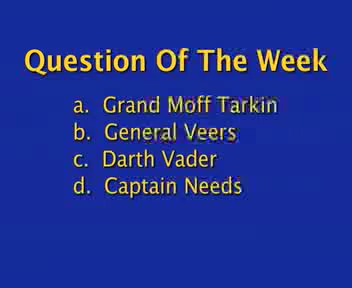 Question Of The Week
a. Grand Moff Tarkin
b. General Veers
c. Darth Vader
d. Captain Needs